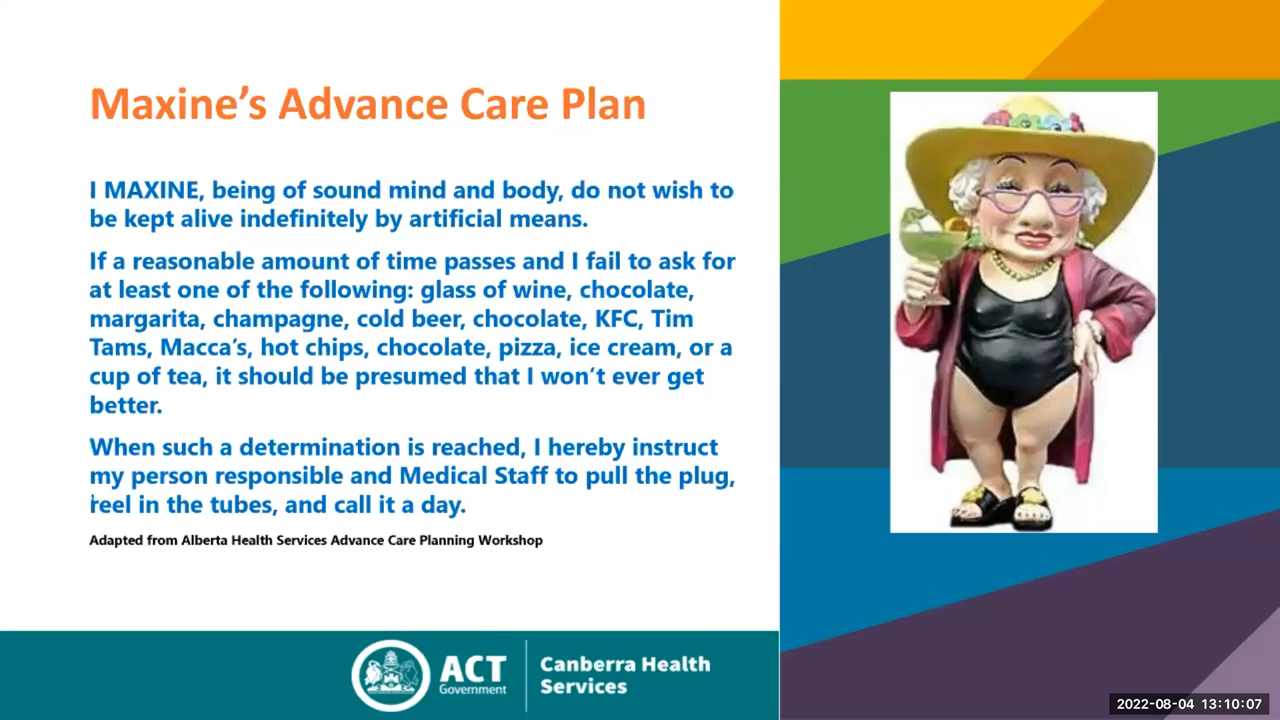 Maxine’s Advance Care Plan
I MAXINE, being of sound mind and body, do not wish to
be kept alive indefinitely by artificial means.
If a reasonable amount of time passes and I fail to ask for
at least one of the following: glass of wine, chocolate,
margarita, champagne, cold beer, chocolate, KFC, Tim
Tams, Macca’s, hot chips, chocolate, pizza, ice cream, or a
cup of tea, it should be presumed that I won’t ever get
better.
When such a determination is reached, I hereby instruct
my person responsible and Medical Staff to pull the plug,
reel in the tubes, and call it a day.
Adapted from Alberta Health Services Advance Care Planning Workshop
ACT
Government
Canberra Health
Services
2022-08-04 13:10:07